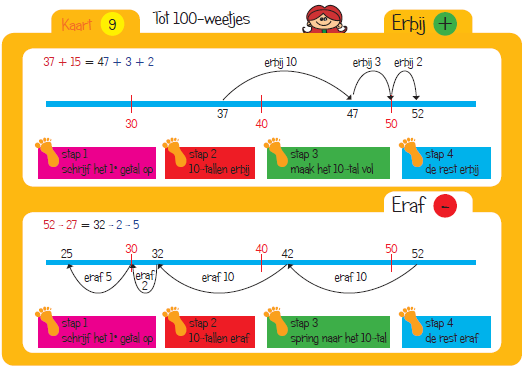 Kaart 9
Tot 100-weetjes
Erbij +
37 + 15 = 47 + 3 + 2
erbij 10 erbij 3 erbij 2
37 47 52
30 40 50
stap 1
schrijf het 1e getal op
stap 2
10-tallen erbij
stap 3
maak het 10-tal vol
stap 4
de rest erbij
Eraf -
52 - 27 = 32 - 2 - 5
25 30 32 40 42 50 52
eraf 5 eraf 2 eraf 10 eraf 10
stap 1
schrijf het 1e getal op
stap 2
10-tallen eraf
stap 3
spring naar het 10-tal
stap 4
de rest eraf